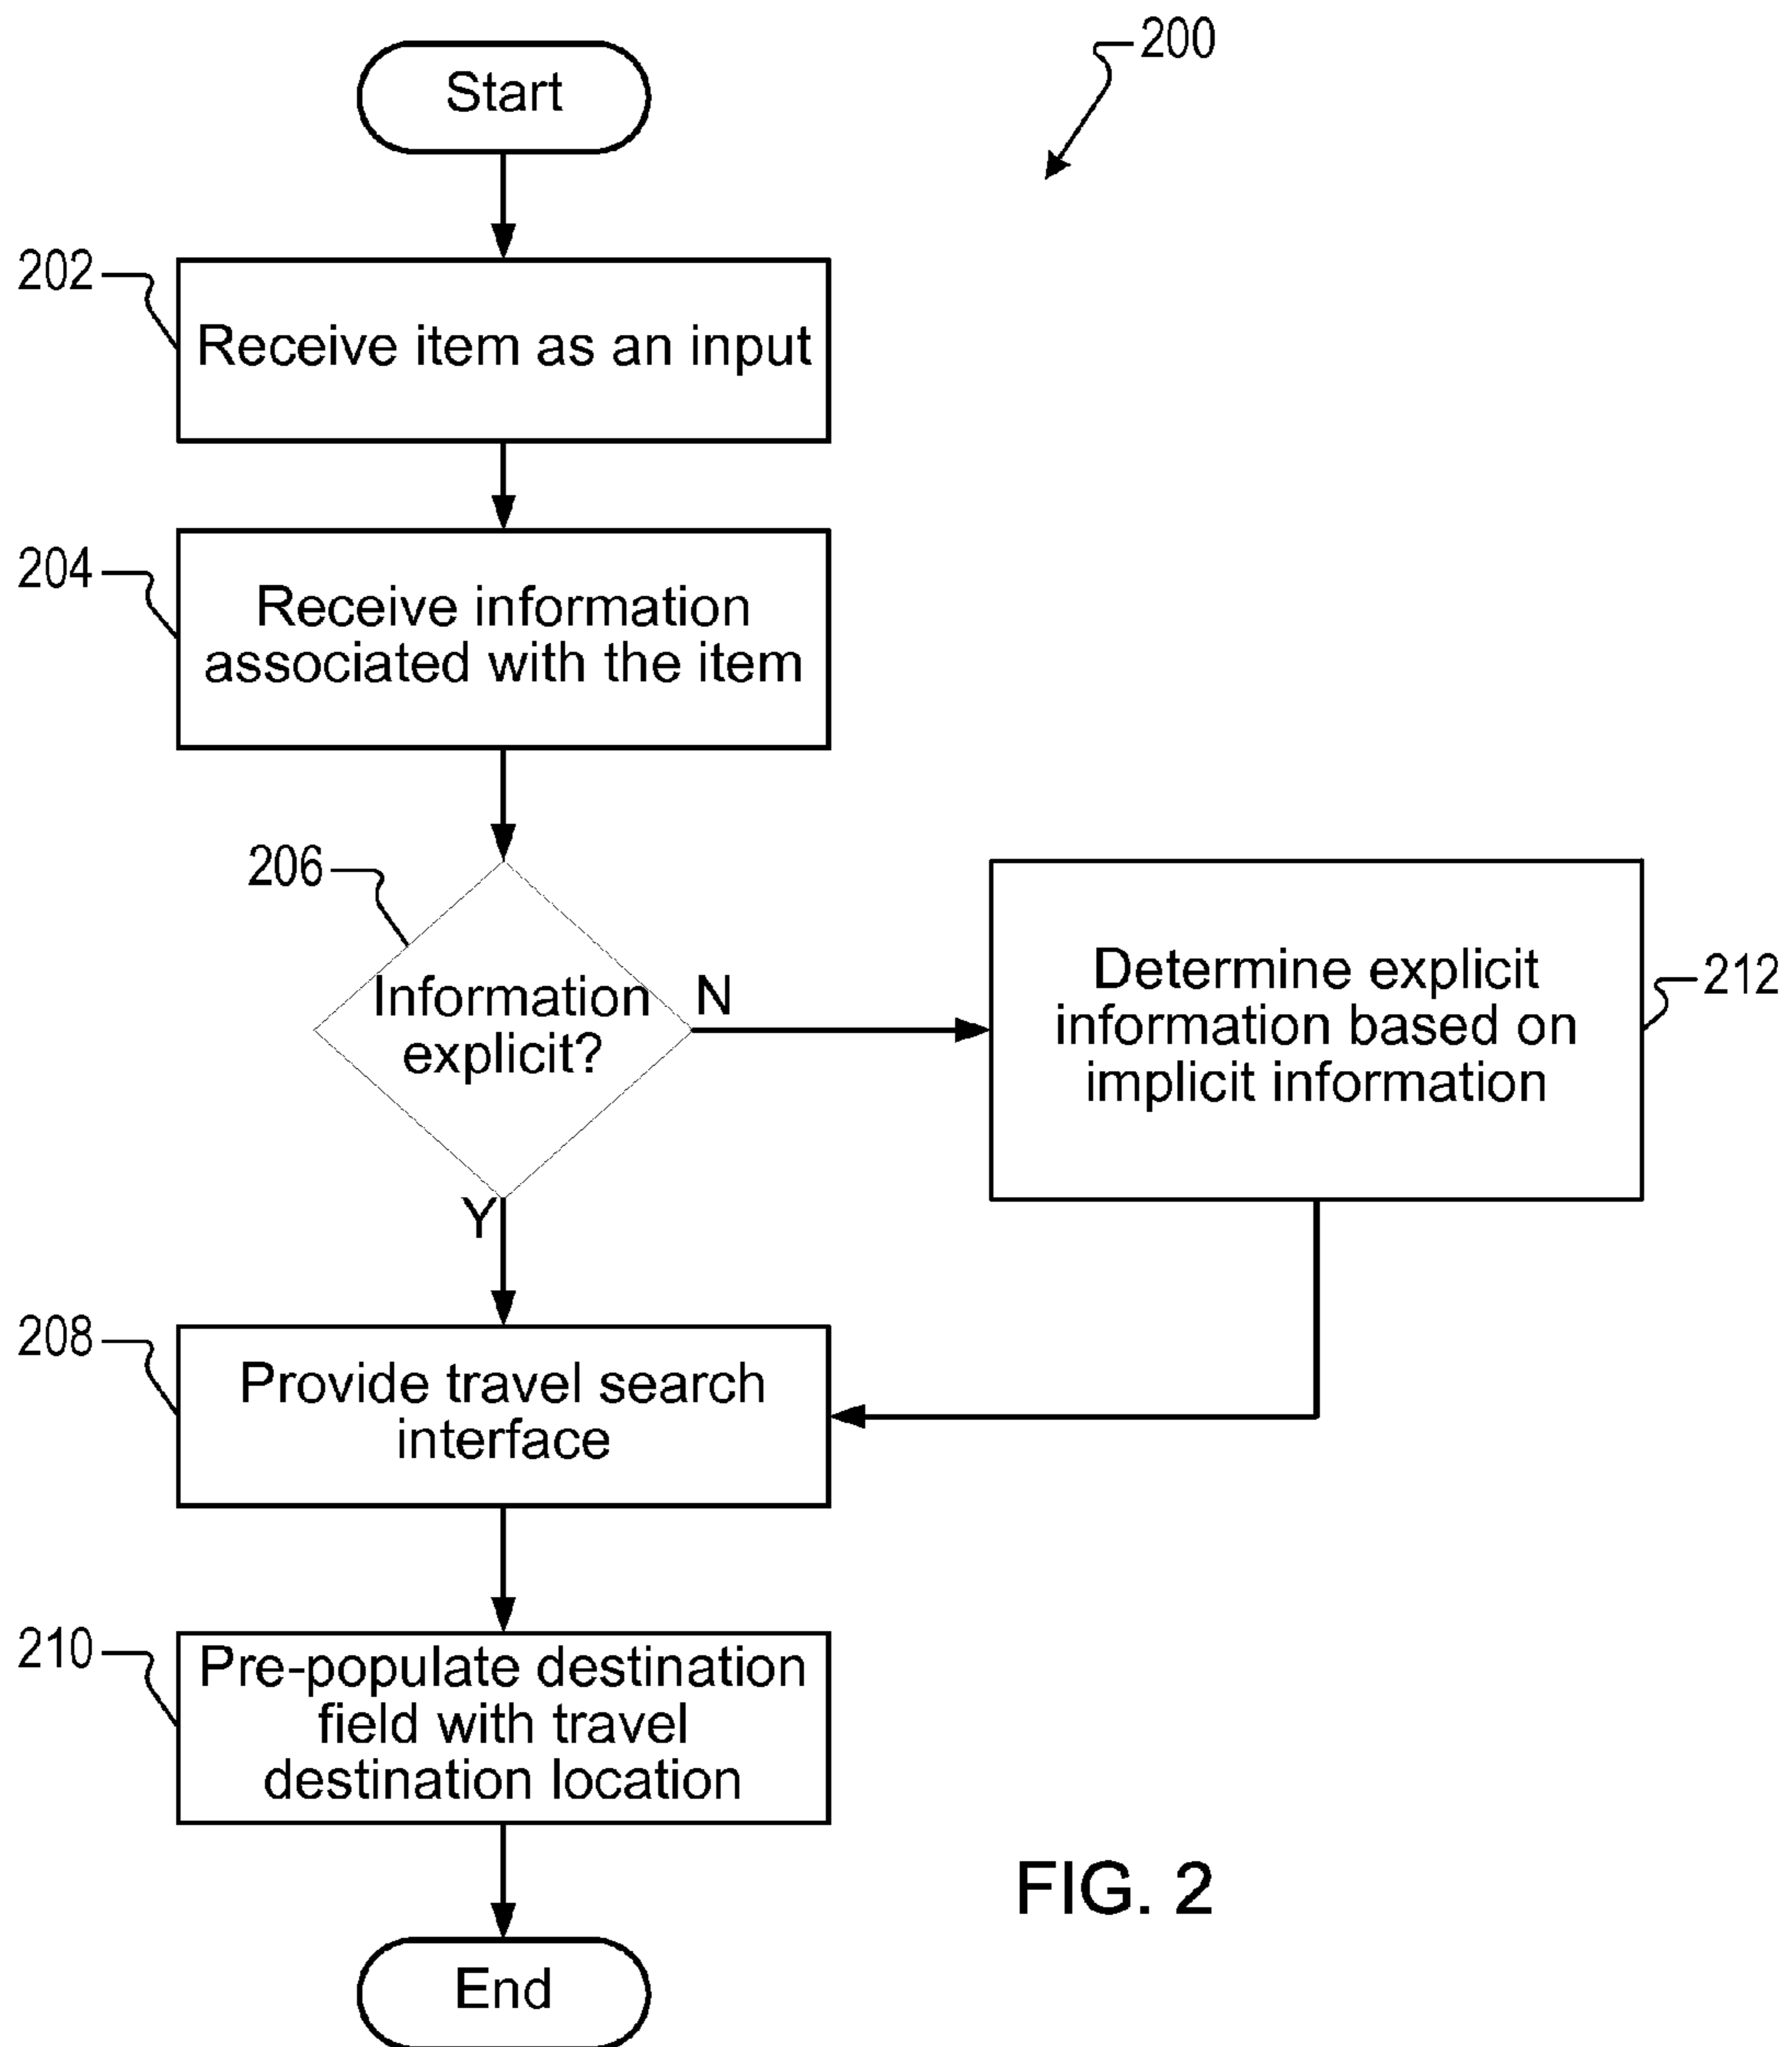 200
Start
202
Receive item as an input
204
Receive information
associated with the item
206
Information
explicit?
N
Determine explicit
information based on
implicit information
212
Y
208
Provide travel search
interface
210
Pre-populate destination
field with travel
destination location
End
FIG. 2